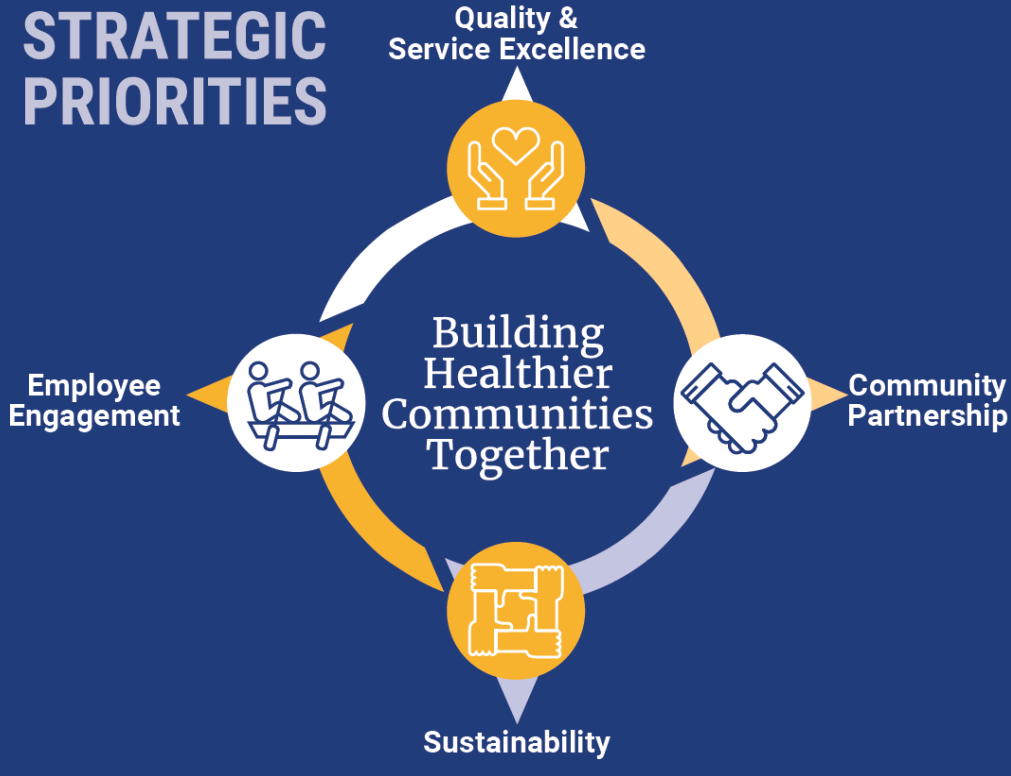 STRATEGIC
PRIORITIES
Quality &
Service Excellence
Employee
Engagement
Building
Healthier
Communities
Together
Community
Partnership
Sustainability